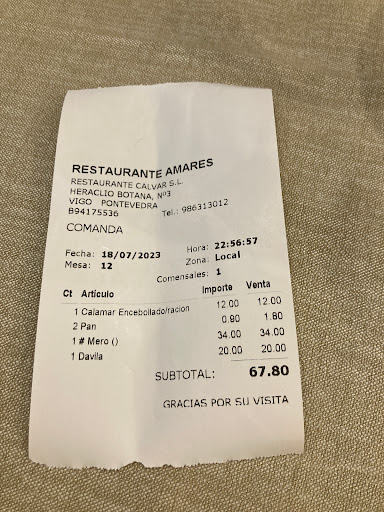 RESTAURANTE AMARES
RESTAURANTE CALVAR S.L.
HERACLIO BOTANA, Nº3
VIGO PONTEVEDRA
B94175536 Tel.: 986313012
COMANDA
Fecha: 18/07/2023 Hora: 22:56:57
Mesa: 12 Zona: Local
Comensales: 1
Ct Artículo Importe Venta
1 Calamar Encebollado/racion 12.00 12.00
2 Pan 0.90 1.80
1 # Mero () 34.00 34.00
1 Davila 20.00 20.00
SUBTOTAL: 67.80
GRACIAS POR SU VISITA